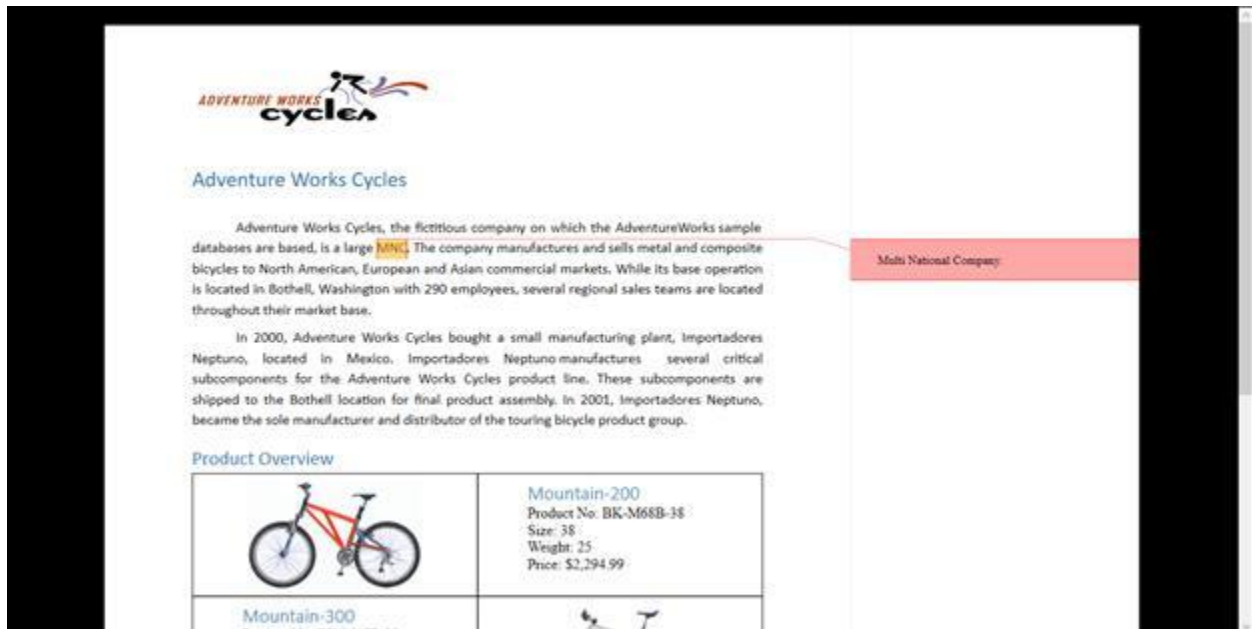 ADVENTURE WORKS
cycles
Adventure Works Cycles
Adventure Works Cycles, the fictitious company on which the AdventureWorks sample
databases are based, is a large MNC. The company manufactures and sells metal and composite
bicycles to North American, European and Asian commercial markets. While its base operation
is located in Bothell, Washington with 290 employees, several regional sales teams are located
throughout their market base.
Multi National Company.
In 2000, Adventure Works Cycles bought a small manufacturing plant, Importadores
Neptuno, located in Mexico. Importadores Neptuno manufactures several critical
subcomponents for the Adventure Works Cycles product line. These subcomponents are
shipped to the Bothell location for final product assembly. In 2001, Importadores Neptuno,
became the sole manufacturer and distributor of the touring bicycle product group.
Product Overview
Mountain-200
Product No: BK-M68B-38
Size: 38
Weight: 25
Price: $2,294.99
Mountain-300